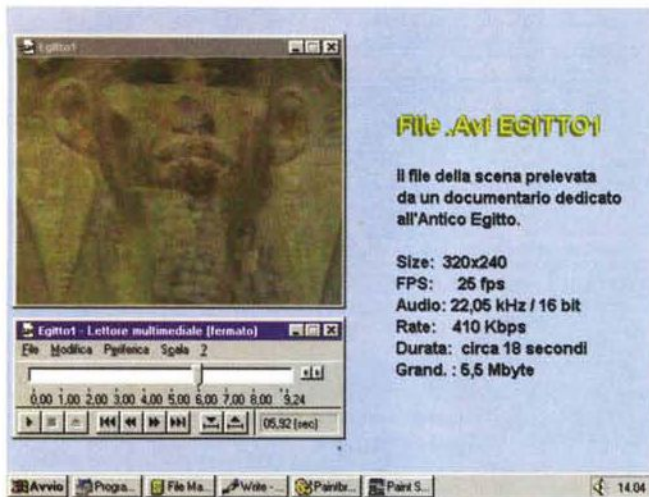 Egitto1
File .Avi EGITTO1
Il file della scena prelevata
da un documentario dedicato
all'Antico Egitto.
Size: 320x240
FPS: 25 fps
Audio: 22,05 kHz / 16 bit
Rate: 410 Kbps
Durata: circa 18 secondi
Grand. : 5,5 Mbyte
Egitto1 - Lettore multimediale (fermato)
File Modifica Periferica Scala ?
0,00 1,00 2,00 3,00 4,00 5,00 6,00 7,00 8,00 9,24
05,92 (sec)
Avvio Progra... File Ma... Write - ... Paintbr... Paint S... 14.04